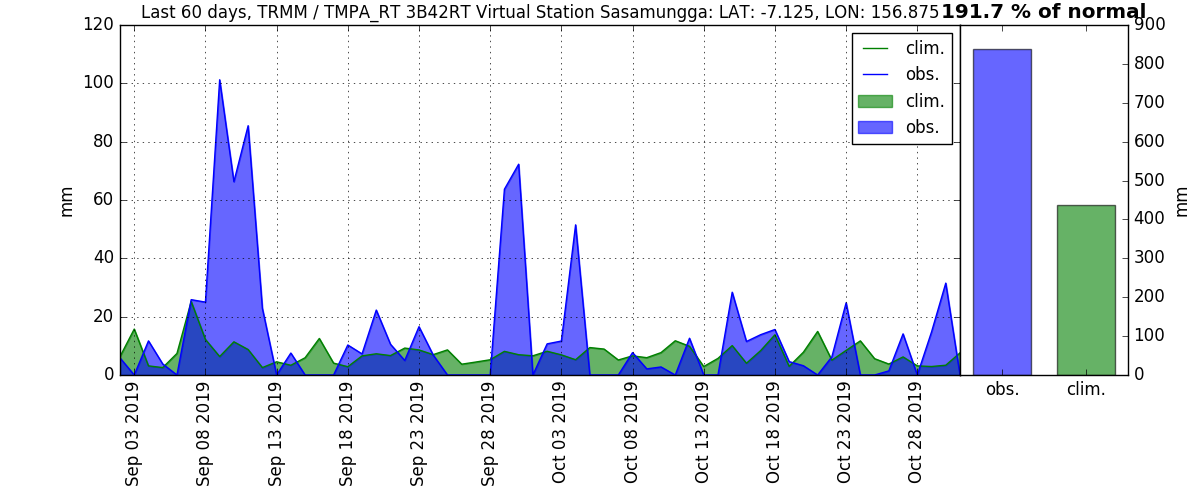 Last 60 days, TRMM / TMPA_RT 3B42RT Virtual Station Sasamungga: LAT: -7.125, LON: 156.875
191.7 % of normal
120
100
80
60
40
20
0
mm
clim.
obs.
clim.
obs.
900
800
700
600
500
400
300
200
100
0
mm
Sep 03 2019
Sep 08 2019
Sep 13 2019
Sep 18 2019
Sep 23 2019
Sep 28 2019
Oct 03 2019
Oct 08 2019
Oct 13 2019
Oct 18 2019
Oct 23 2019
Oct 28 2019
obs.
clim.